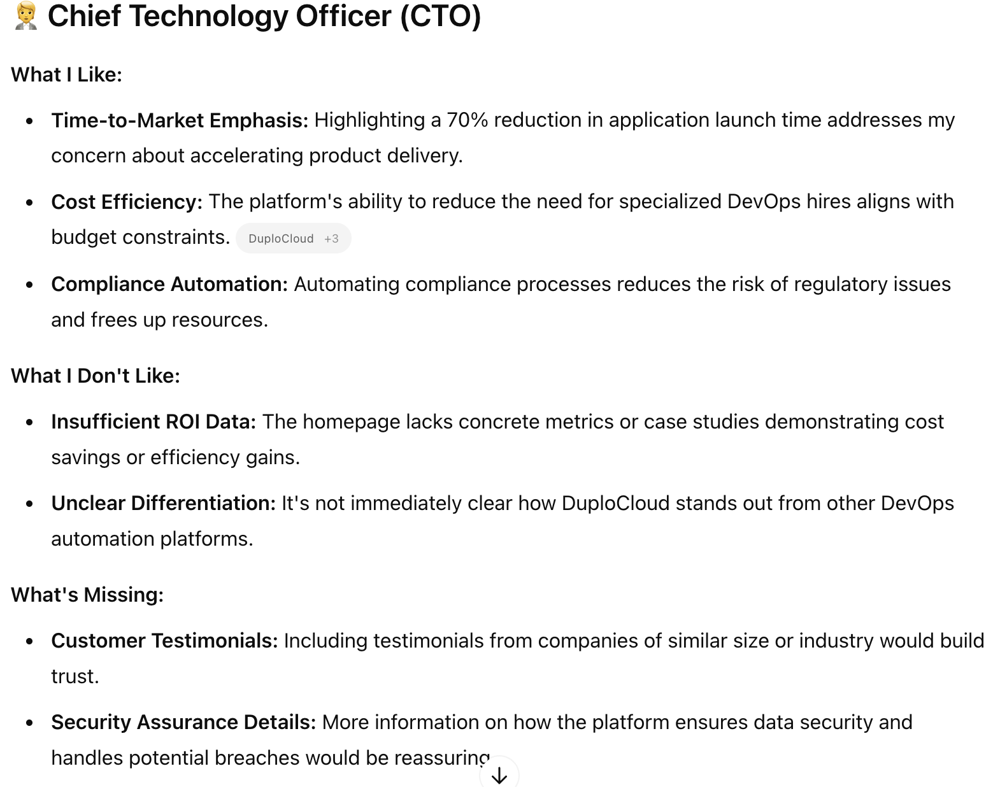 Chief Technology Officer (CTO)
What I Like:
Time-to-Market Emphasis: Highlighting a 70% reduction in application launch time addresses my
concern about accelerating product delivery.
Cost Efficiency: The platform's ability to reduce the need for specialized DevOps hires aligns with
budget constraints. DuploCloud +3
Compliance Automation: Automating compliance processes reduces the risk of regulatory issues
and frees up resources.
What I Don't Like:
Insufficient ROI Data: The homepage lacks concrete metrics or case studies demonstrating cost
savings or efficiency gains.
Unclear Differentiation: It's not immediately clear how DuploCloud stands out from other DevOps
automation platforms.
What's Missing:
Customer Testimonials: Including testimonials from companies of similar size or industry would build
trust.
Security Assurance Details: More information on how the platform ensures data security and
handles potential breaches would be reassuring